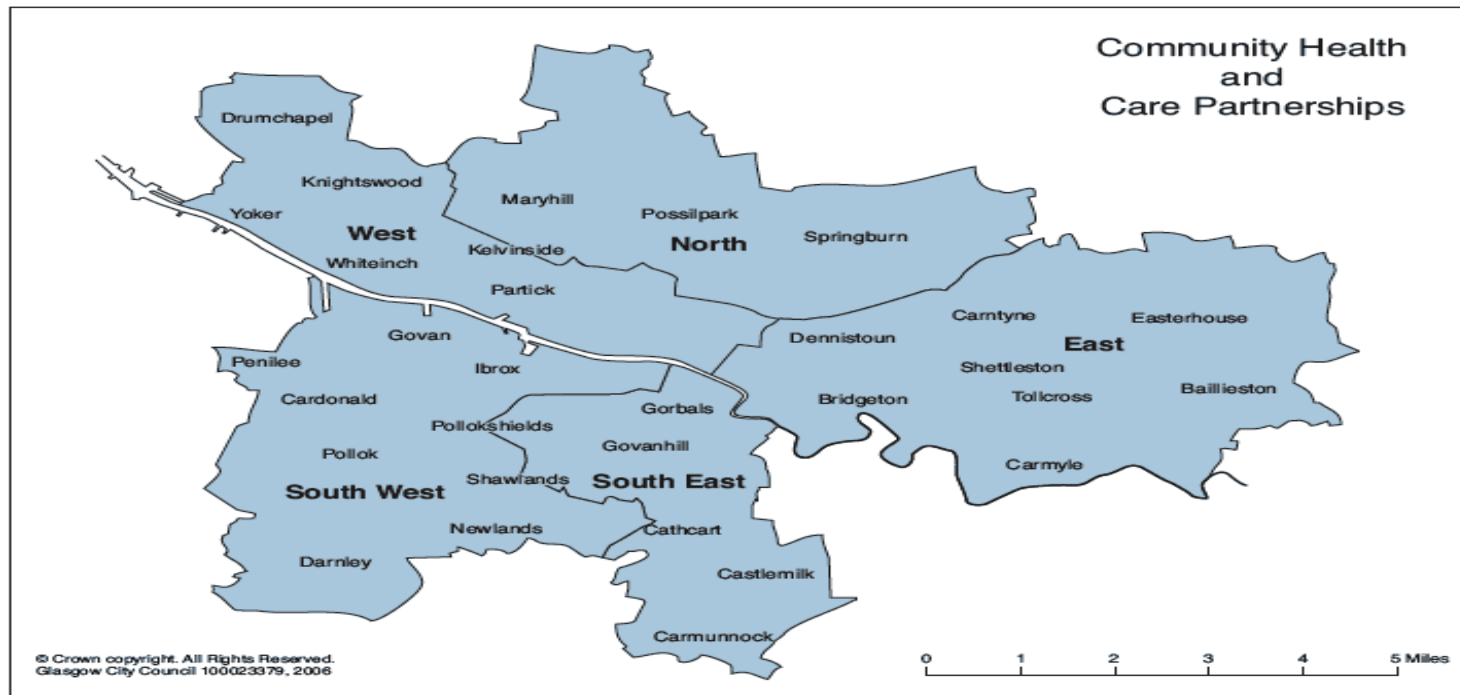 Community Health
and
Care Partnerships
Drumchapel
Knightswood
Maryhill
Yoker
Possilpark
West
North
Springburn
Kelvinside
Whiteinch
Partick
Carntyne
Easterhouse
Govan
Dennistoun
East
Penilee
Ibrox
Shettleston
Baillieston
Cardonald
Bridgeton
Tollcross
Gorbals
Pollokshields
Govanhill
Pollok
Carmyle
Shawlands
South East
South West
Newlands
Cathcart
Darnley
Castlemilk
Carmunnock
© Crown copyright. All Rights Reserved.
Glasgow City Council 100023379, 2006
0 1 2 3 4 5 Miles